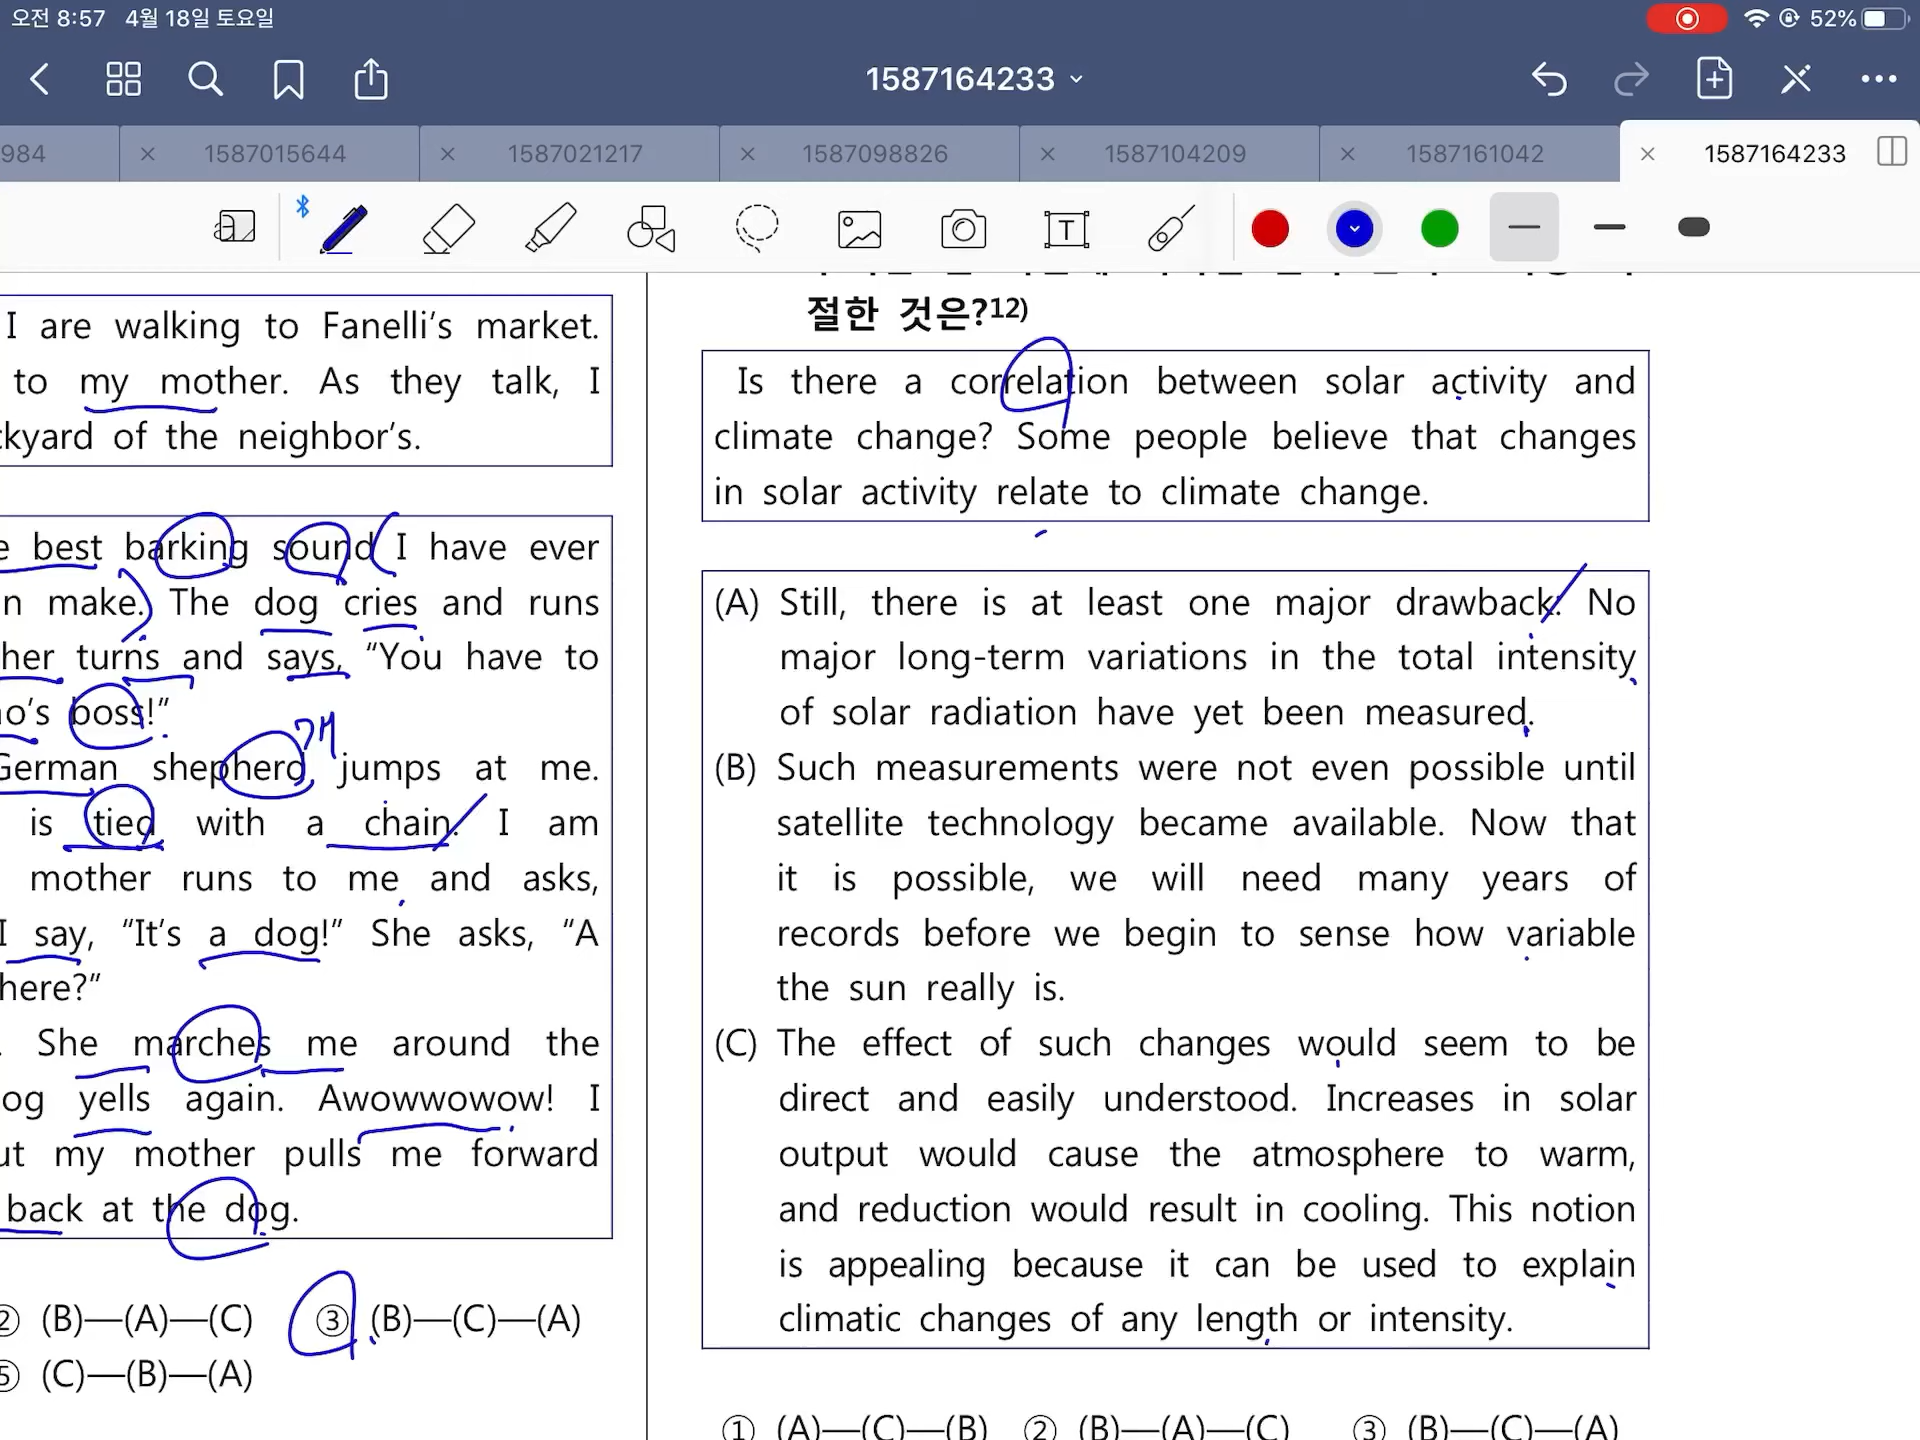 오전 8:57 4월 18일 토요일
52%
1587164233
984
1587015644
1587021217
1587098826
1587104209
1587161042
1587164233
I are walking to Fanelli's market.
to my mother. As they talk, I
ckyard of the neighbor's.
e best barking sound I have ever
n make. The dog cries and runs
her turns and says, "You have to
no's boss!"
개
German shepherd, jumps at me.
is tied with a chain. I am
mother runs to me and asks,
I say, "It's a dog!" She asks, "A
here?"
. She marches me around the
og yells again. Awowwowow! I
ut my mother pulls me forward
back at the dog.
② (B)—(A)—(C) ③ (B)—(C)—(A)
⑤ (C)—(B)—(A)
절한 것은?12)
Is there a correlation between solar activity and
climate change? Some people believe that changes
in solar activity relate to climate change.
(A) Still, there is at least one major drawback: No
major long-term variations in the total intensity
of solar radiation have yet been measured.
(B) Such measurements were not even possible until
satellite technology became available. Now that
it is possible, we will need many years of
records before we begin to sense how variable
the sun really is.
(C) The effect of such changes would seem to be
direct and easily understood. Increases in solar
output would cause the atmosphere to warm,
and reduction would result in cooling. This notion
is appealing because it can be used to explain
climatic changes of any length or intensity.
① (A)—(C)—(B) ② (B)—(A)—(C) ③ (B)—(C)—(A)